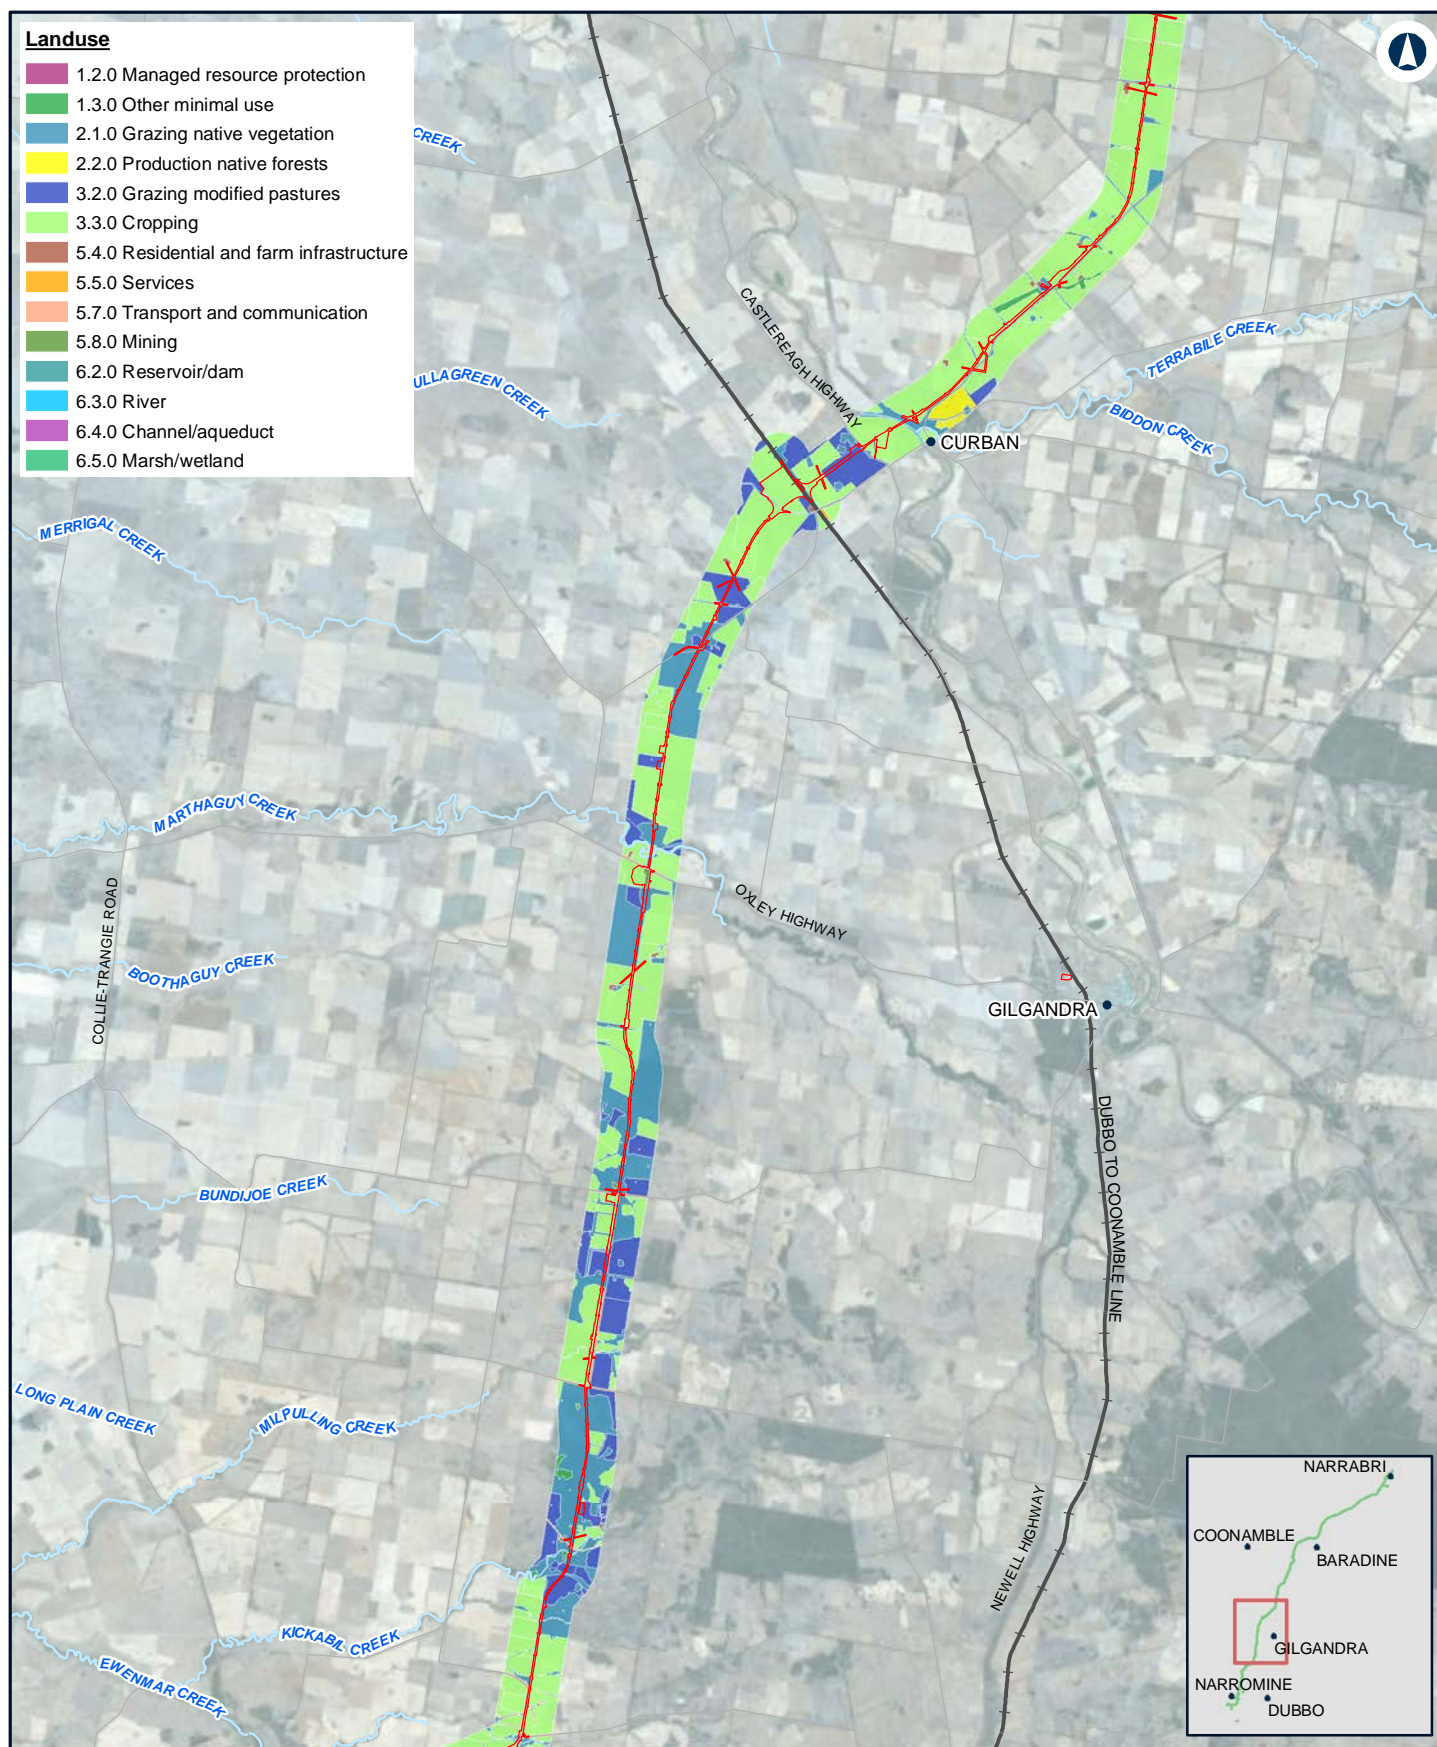 Landuse
1.2.0 Managed resource protection
1.3.0 Other minimal use
2.1.0 Grazing native vegetation
2.2.0 Production native forests
3.2.0 Grazing modified pastures
3.3.0 Cropping
5.4.0 Residential and farm infrastructure
5.5.0 Services
5.7.0 Transport and communication
5.8.0 Mining
6.2.0 Reservoir/dam
6.3.0 River
6.4.0 Channel/aqueduct
6.5.0 Marsh/wetland
CREEK
CASTLEREAGH HIGHWAY
TERRABILE CREEK
ULLAGREEN CREEK
BIDDON CREEK
CURBAN
MERRIGAL CREEK
MARTHAGUY CREEK
OXLEY HIGHWAY
COLLIE-TRANGIE ROAD
BOOTHAGUY CREEK
GILGANDRA
DUBBO TO COONAMBLE LINE
BUNDIJOE CREEK
LONG PLAIN CREEK
MILPULLING CREEK
NEWELL HIGHWAY
KICKABIL CREEK
EWENMAR CREEK
NARRABRI
COONAMBLE
BARADINE
GILGANDRA
NARROMINE
DUBBO